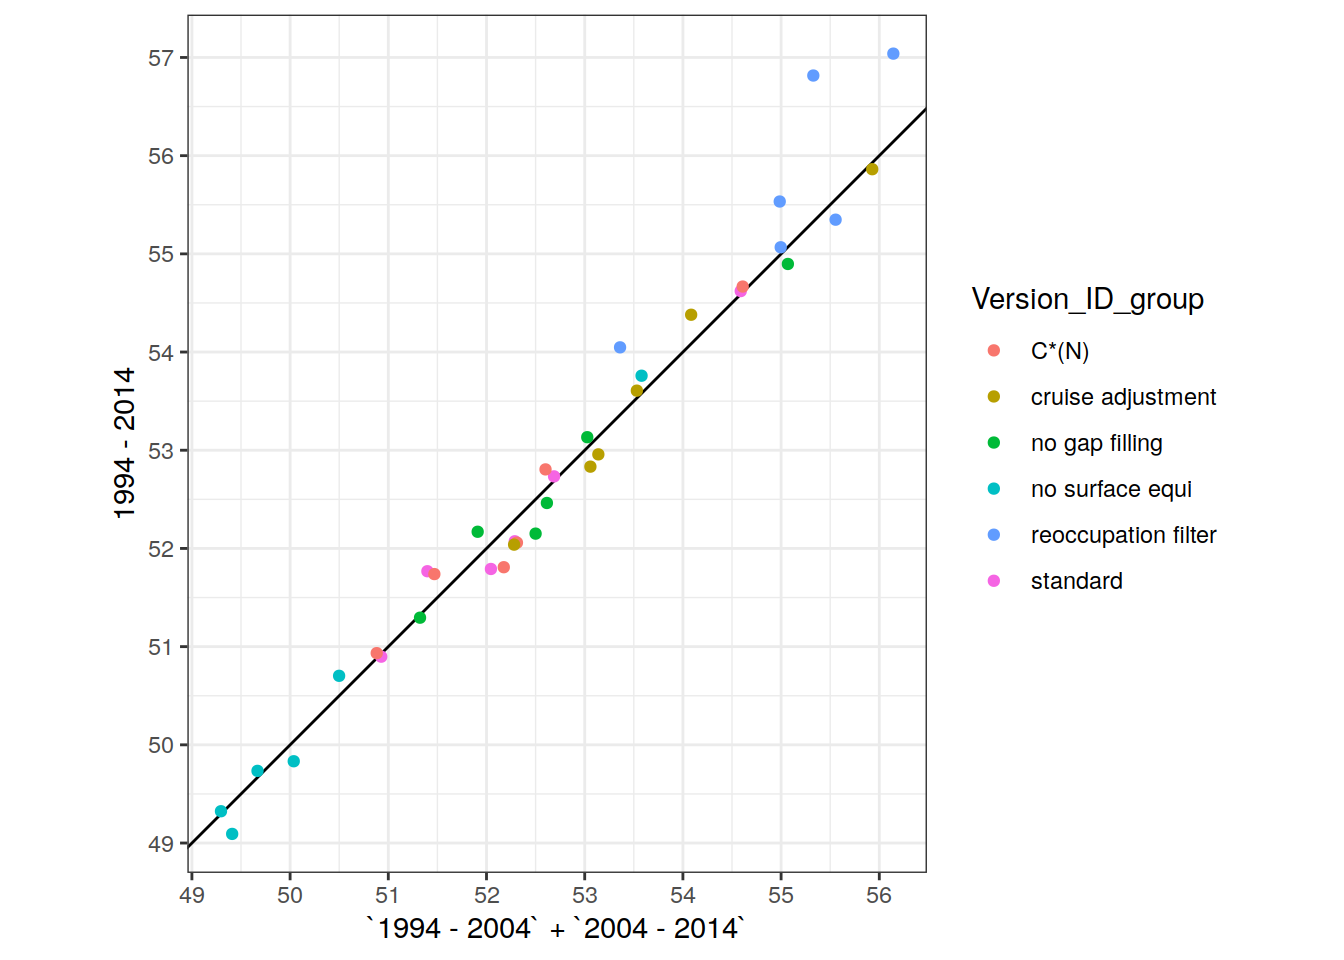 57
56
55
54
53
52
51
50
49
1994 - 2014
49 50 51 52 53 54 55 56
`1994 - 2004` + `2004 - 2014`
Version_ID_group
C*(N)
cruise adjustment
no gap filling
no surface equi
reoccupation filter
standard